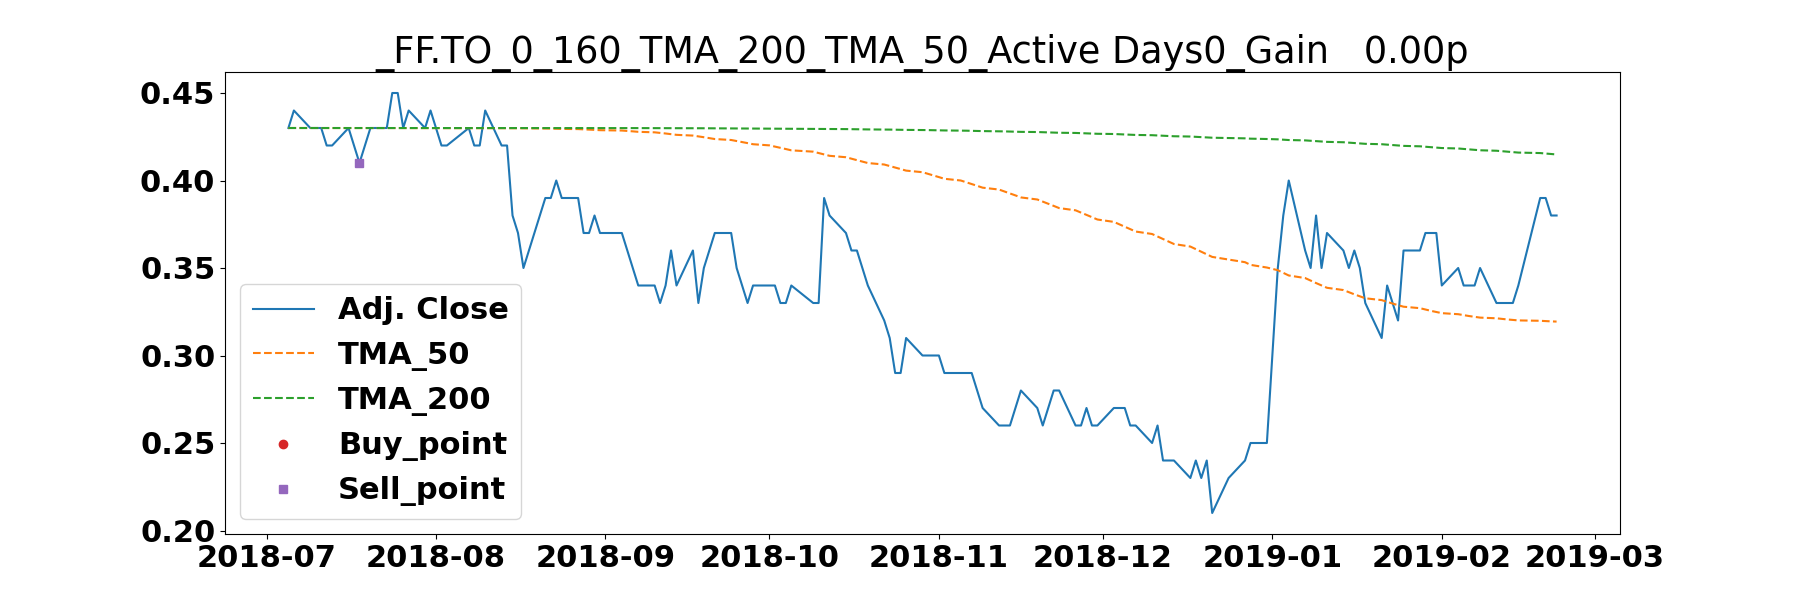 _FF.TO_0_160_TMA_200_TMA_50_Active Days0_Gain   0.00p
0.45
0.40
0.35
0.30
0.25
0.20
Adj. Close
TMA_50
TMA_200
Buy_point
Sell_point
2018-07 2018-08 2018-09 2018-10 2018-11 2018-12 2019-01 2019-02 2019-03